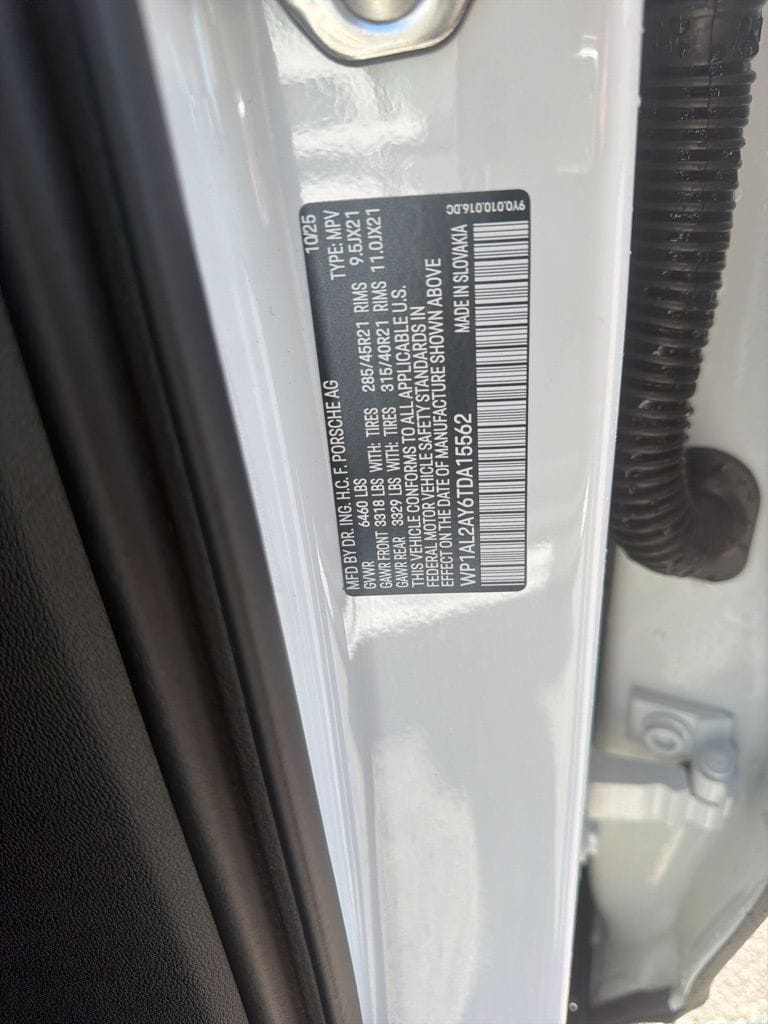 MFD BY DR. ING. H.C. F. PORSCHE AG 10/25
GVWR 6460 LBS TYPE: MPV
GAWR FRONT 3318 LBS WITH: TIRES 285/45R21 RIMS 9.5JX21
GAWR REAR 3329 LBS WITH: TIRES 315/40R21 RIMS 11.0JX21
THIS VEHICLE CONFORMS TO ALL APPLICABLE U.S.
FEDERAL MOTOR VEHICLE SAFETY STANDARDS IN
EFFECT ON THE DATE OF MANUFACTURE SHOWN ABOVE
WP1AL2AY6TDA15562 MADE IN SLOVAKIA
9Y0.010.016.DC